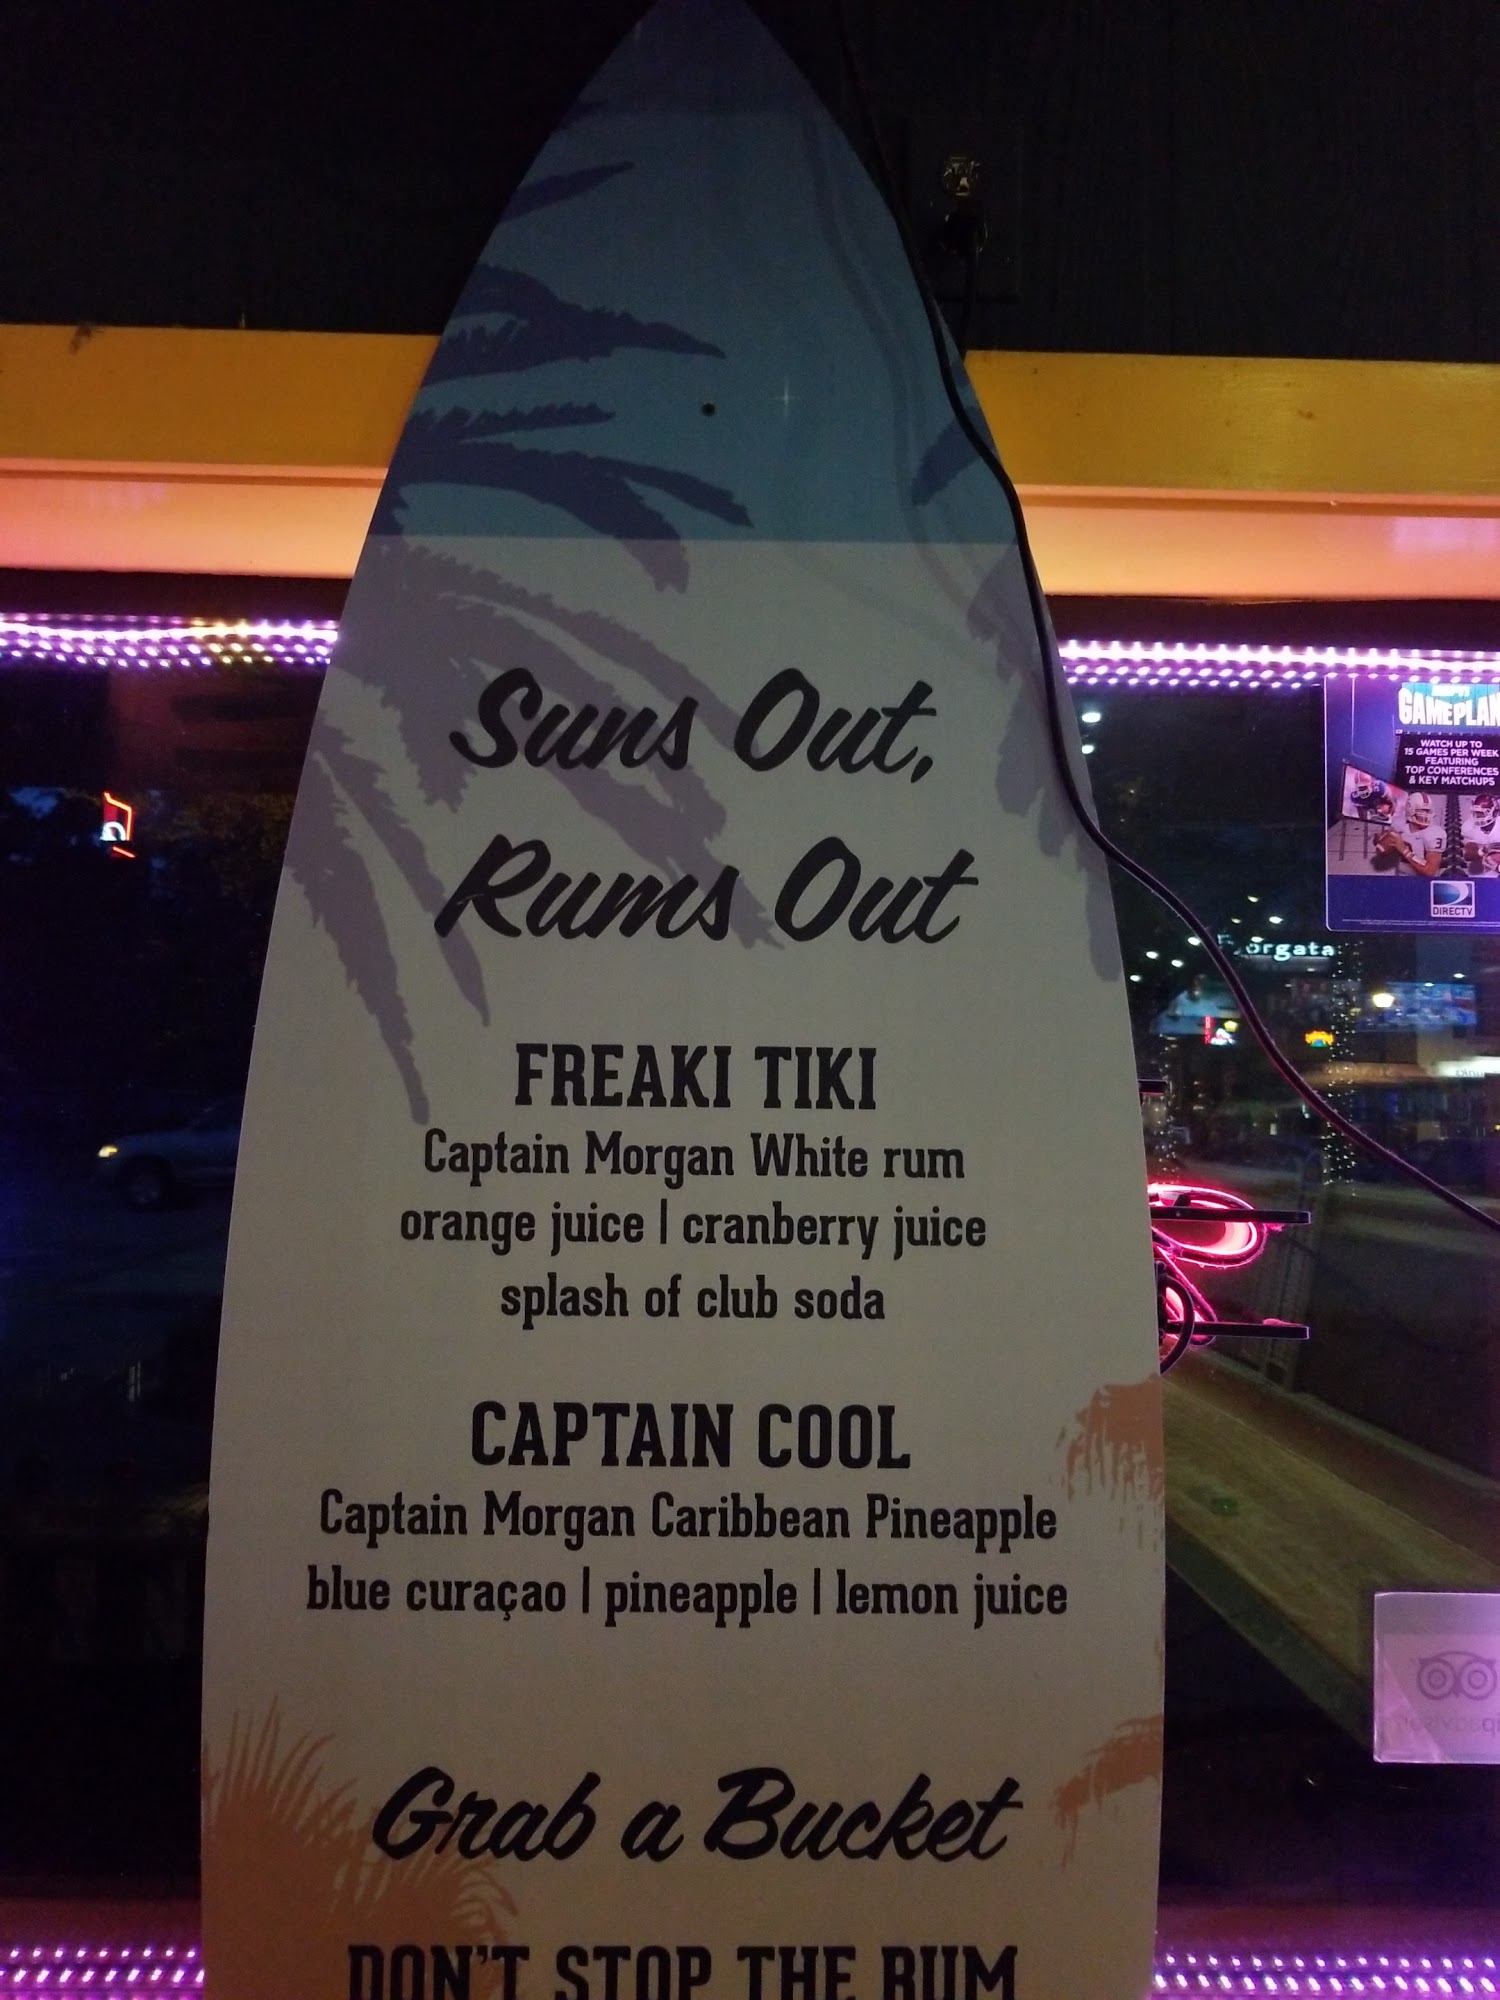 Suns Out,
Rums Out
FREAKI TIKI
Captain Morgan White rum
orange juice | cranberry juice
splash of club soda
CAPTAIN COOL
Captain Morgan Caribbean Pineapple
blue curaçao | pineapple | lemon juice
Grab a Bucket
DON'T STOP THE RUM
GAMEPLAN
WATCH UP TO
15 GAMES PER WEEK
FEATURING
TOP CONFERENCES
& KEY MATCHUPS
3
DIRECTV
orgata